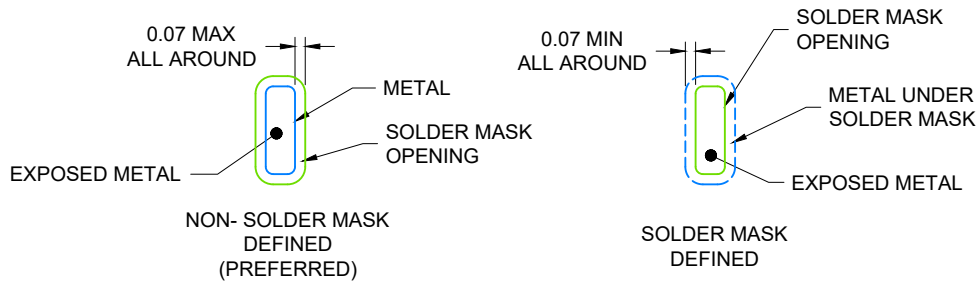 0.07 MAX
ALL AROUND
METAL
SOLDER MASK
OPENING
EXPOSED METAL
NON- SOLDER MASK
DEFINED
(PREFERRED)
0.07 MIN
ALL AROUND
SOLDER MASK
OPENING
METAL UNDER
SOLDER MASK
EXPOSED METAL
SOLDER MASK
DEFINED